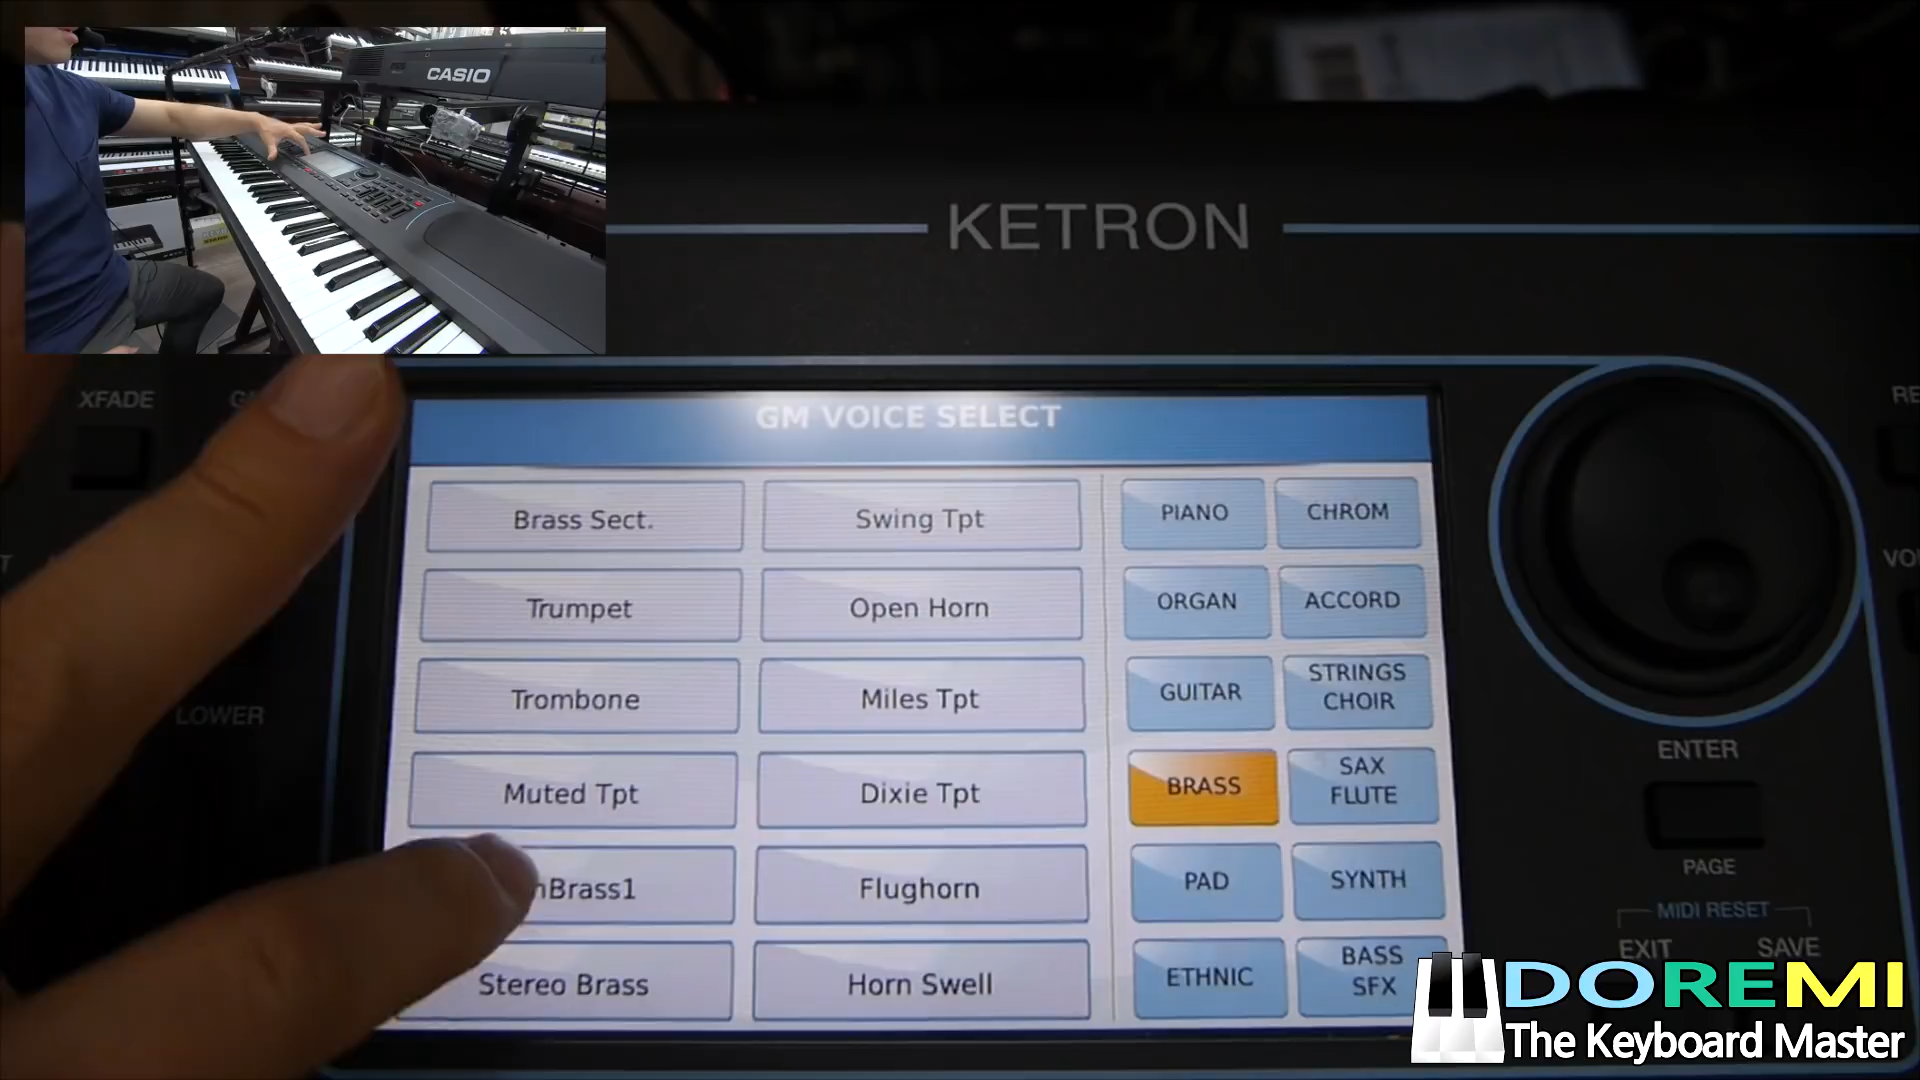 CASIO
KETRON
XFADE
GM VOICE SELECT
Brass Sect.
Swing Tpt
PIANO
CHROM
Trumpet
Open Horn
ORGAN
ACCORD
Trombone
Miles Tpt
GUITAR
STRINGS
CHOIR
LOWER
Muted Tpt
Dixie Tpt
BRASS
SAX
FLUTE
ENTER
Flughorn
PAD
SYNTH
PAGE
Stereo Brass
Horn Swell
ETHNIC
BASS
SFX
MIDI RESET
EXIT
SAVE
DOREMI
The Keyboard Master